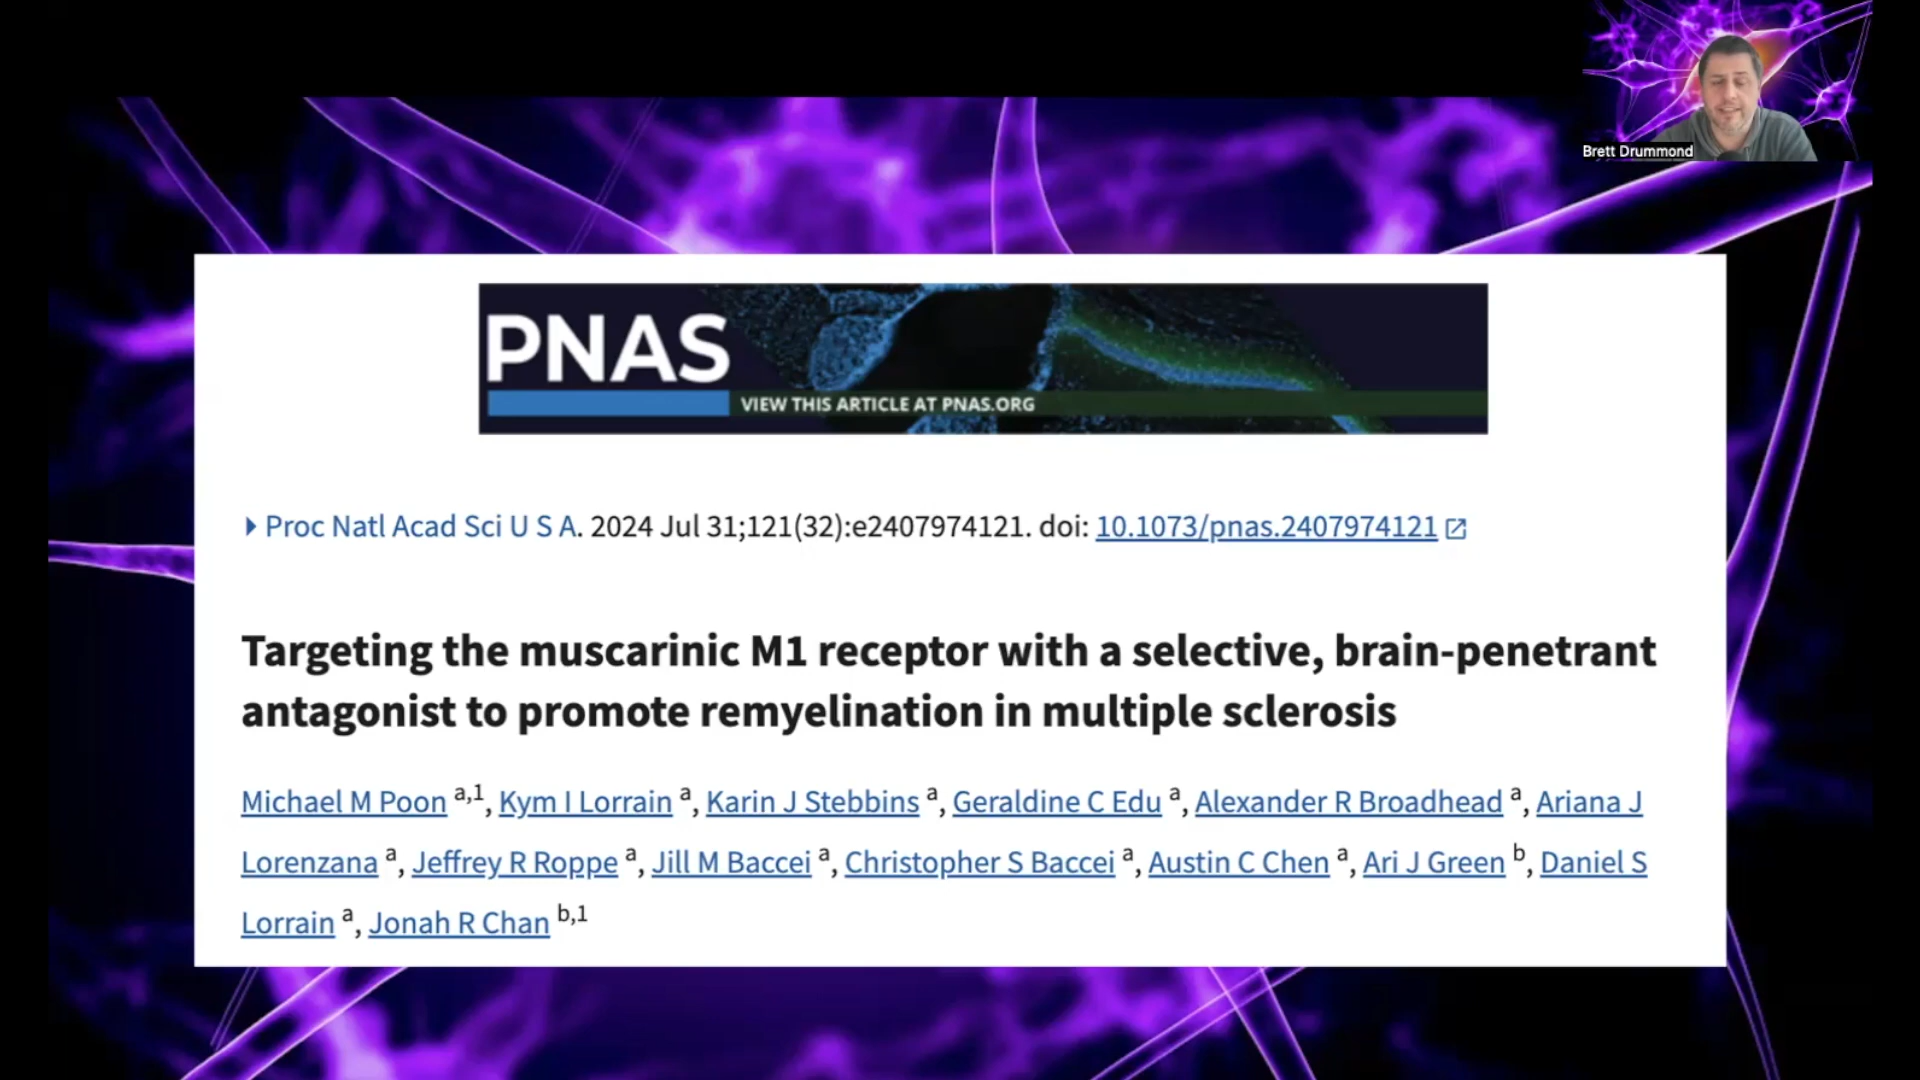 Brett Drummond
PNAS
VIEW THIS ARTICLE AT PNAS.ORG
Proc Natl Acad Sci U S A. 2024 Jul 31;121(32):e2407974121. doi: 10.1073/pnas.2407974121
Targeting the muscarinic M1 receptor with a selective, brain-penetrant
antagonist to promote remyelination in multiple sclerosis
Michael M Poon a,1, Kym I Lorrain a, Karin J Stebbins a, Geraldine C Edu a, Alexander R Broadhead a, Ariana J
Lorenzana a, Jeffrey R Roppe a, Jill M Baccei a, Christopher S Baccei a, Austin C Chen a, Ari J Green b, Daniel S
Lorrain a, Jonah R Chan b,1